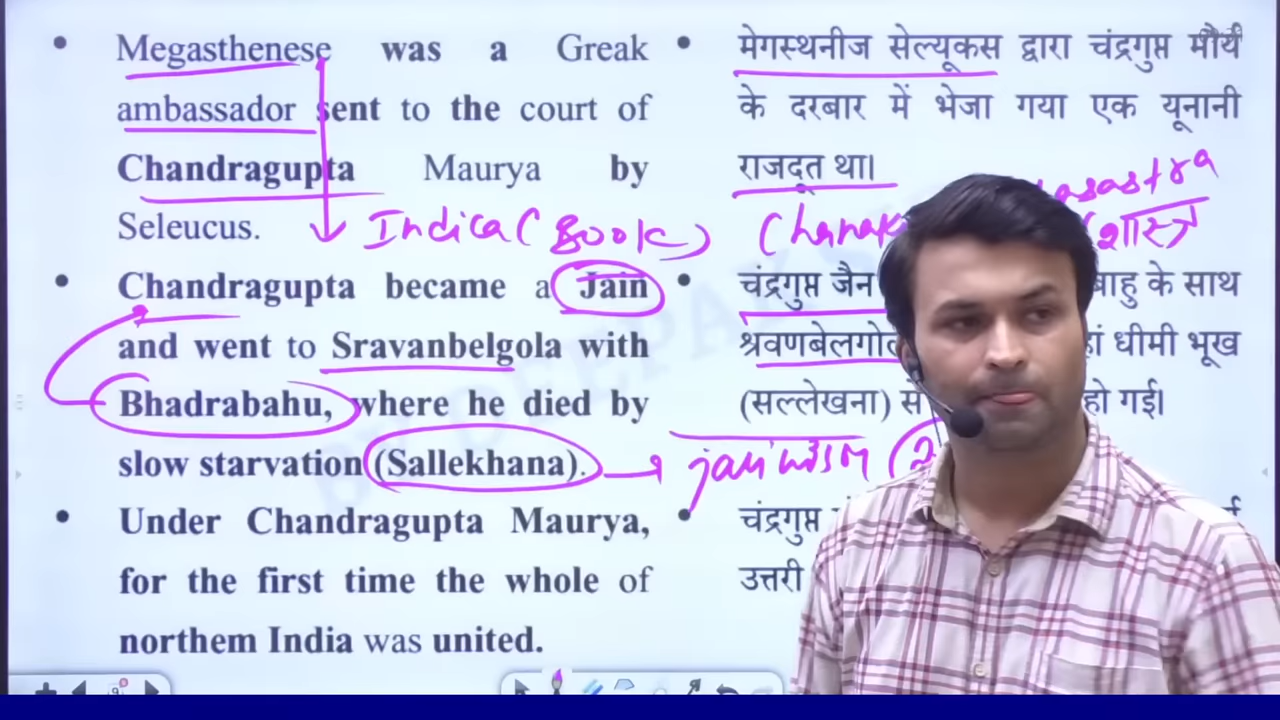 Megasthenese was a Greak
ambassador sent to the court of
Chandragupta Maurya by
Seleucus.
Indica (Book)
Chandragupta became a Jain
and went to Sravanbelgola with
Bhadrabahu, where he died by
slow starvation (Sallekhana).
Under Chandragupta Maurya,
for the first time the whole of
northem India was united.
मेगस्थनीज सेल्यूकस द्वारा चंद्रगुप्त मौर्य
के दरबार में भेजा गया एक यूनानी
राजदूत था।
शास्त्र
चंद्रगुप्त जैन बाहु के साथ
धीमी भूख
(सल्लेखना) से हो गई।
चंद्रगुप्त
उत्तरी